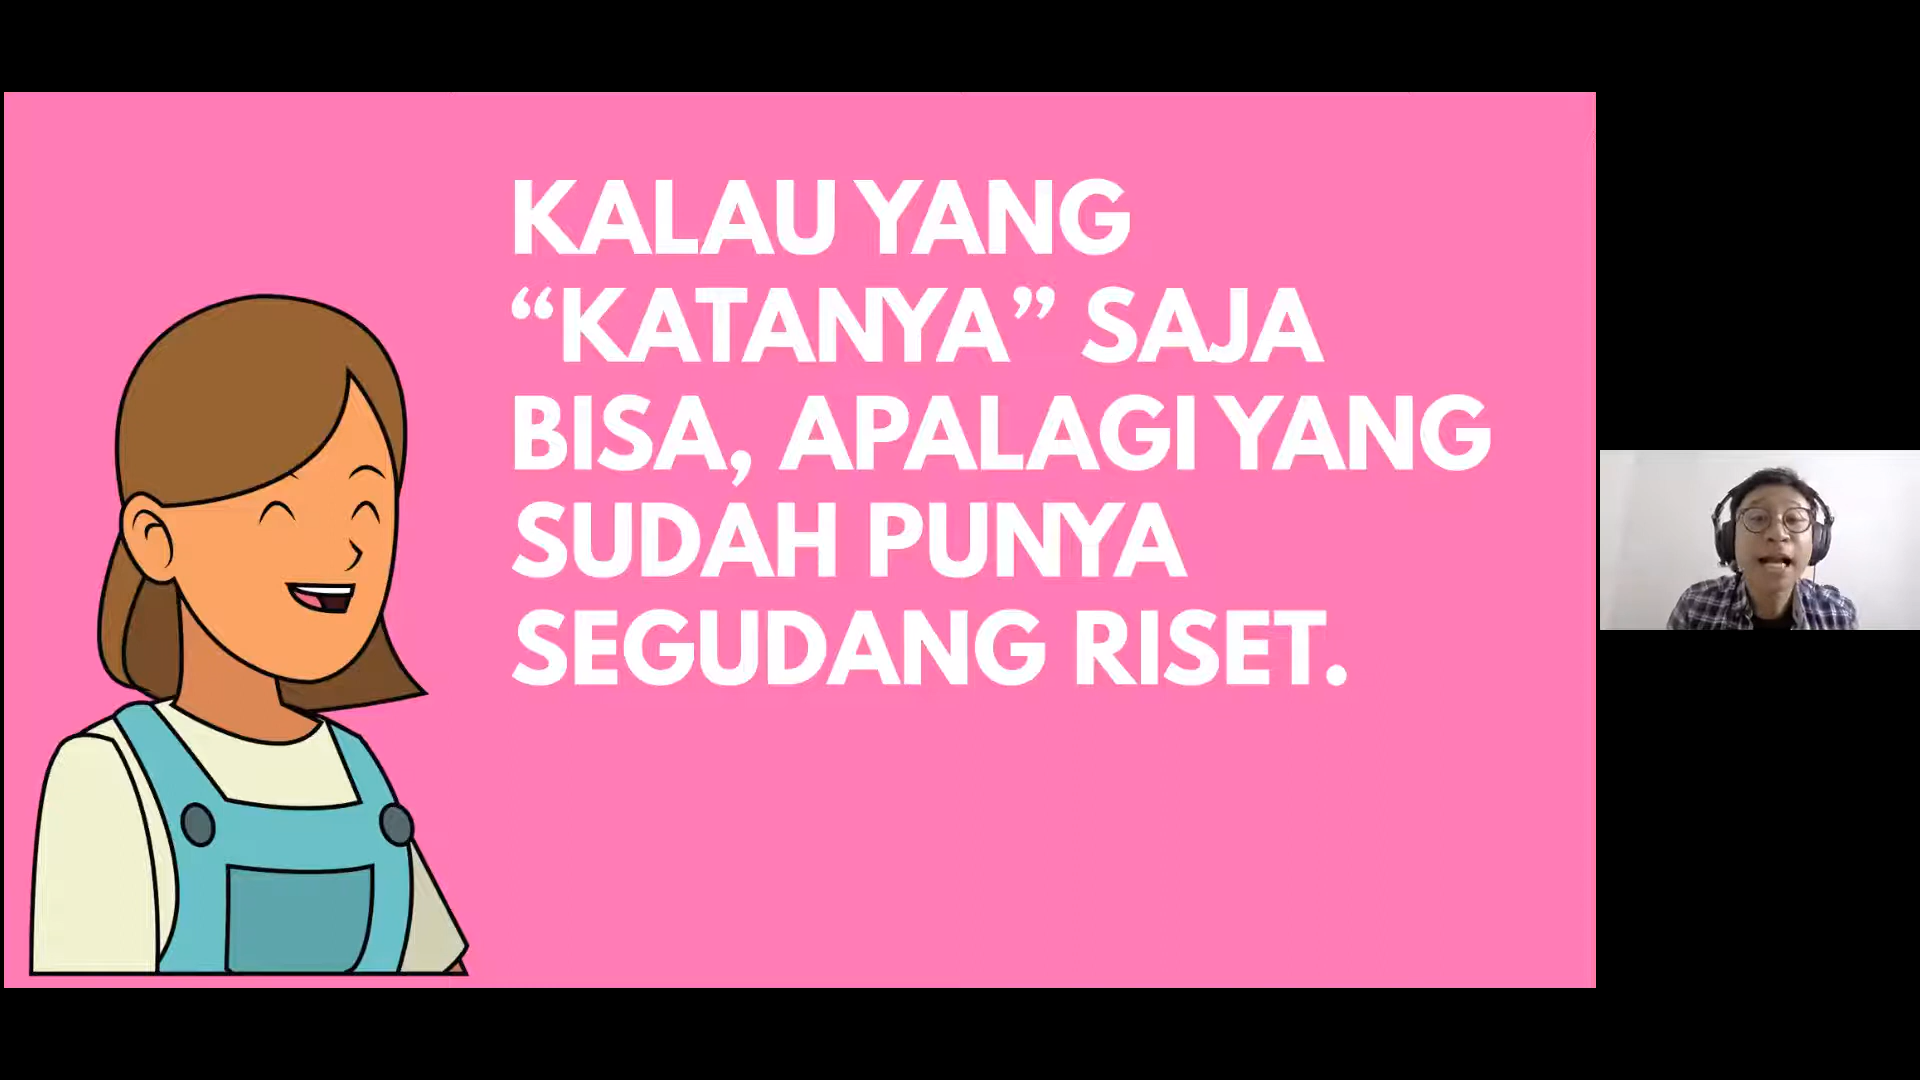 KALAU YANG
“KATANYA” SAJA
BISA, APALAGI YANG
SUDAH PUNYA
SEGUDANG RISET.